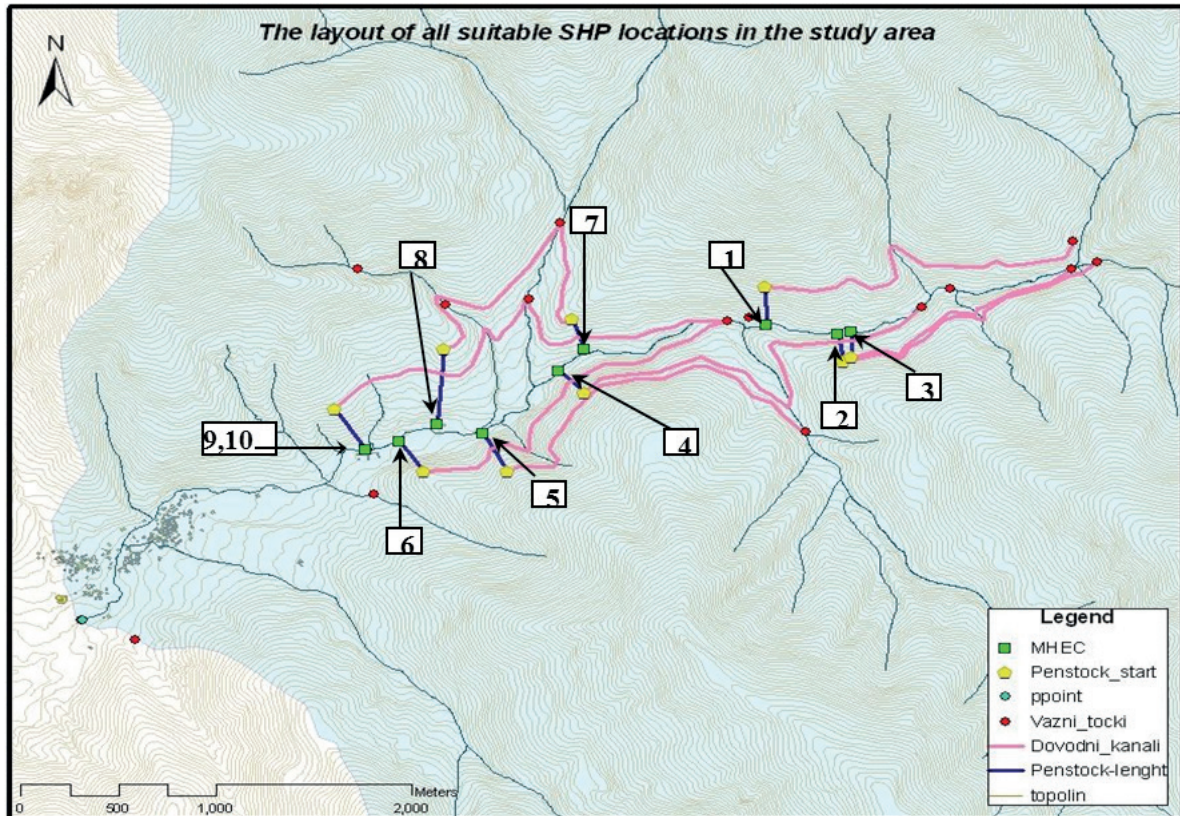 The layout of all suitable SHP locations in the study area
N
7
8
1
3
2
9,10
4
5
6
Legend
MHEC
Penstock_start
ppoint
Vazni_tocki
Dovodni_kanali
Penstock-lenght
topolin
Meters
0 500 1,000 2,000